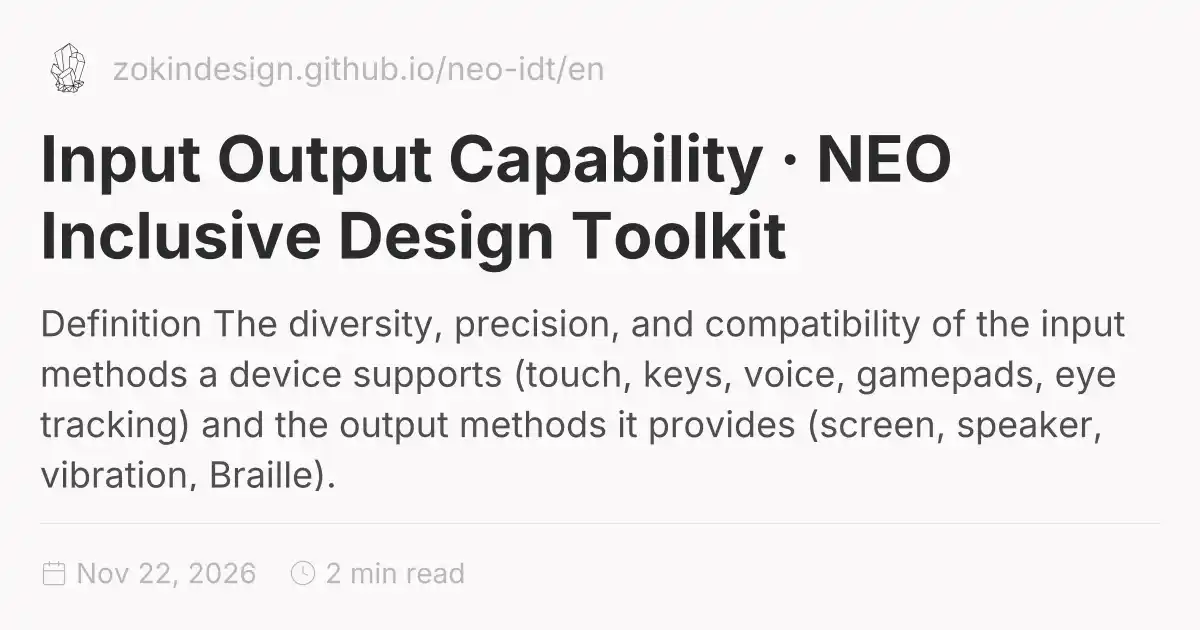 zokindesign.github.io/neo-idt/en
Input Output Capability · NEO
Inclusive Design Toolkit
Definition The diversity, precision, and compatibility of the input
methods a device supports (touch, keys, voice, gamepads, eye
tracking) and the output methods it provides (screen, speaker,
vibration, Braille).
Nov 22, 2026 2 min read